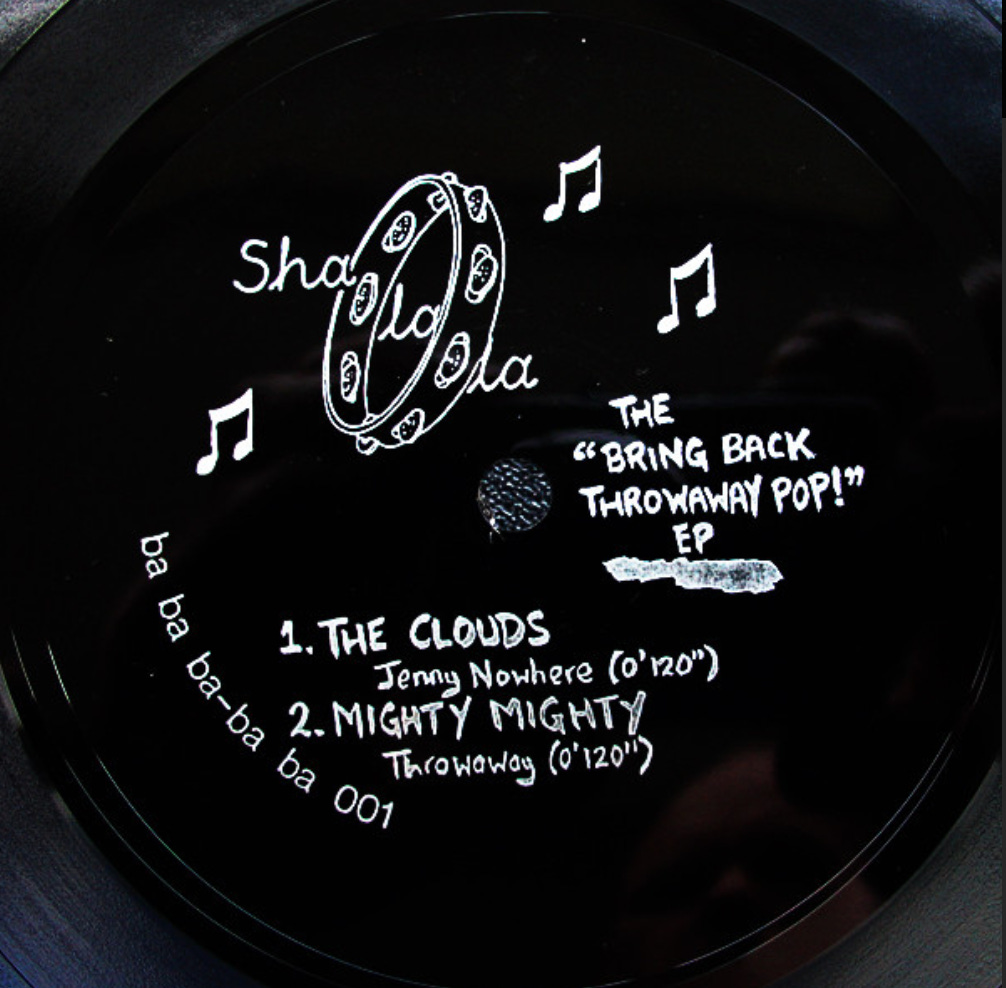 Sha
la
la
THE
“BRING BACK
THROWAWAY POP!”
EP
1. THE CLOUDS
Jenny Nowhere (0'120")
2. MIGHTY MIGHTY
Throwaway (0'120")
ba ba ba-ba ba 001